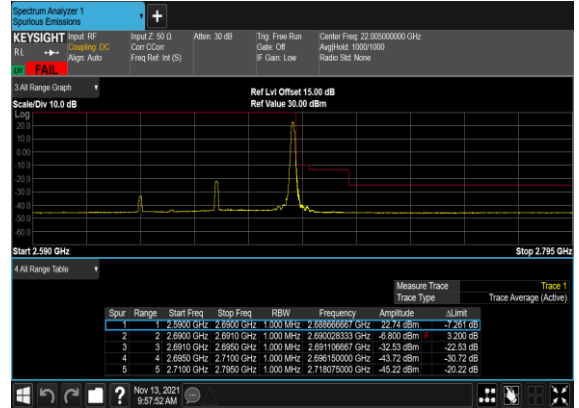 Spectrum Analyzer 1
Spurious Emissions
KEYSIGHT
RL
LV FAIL
Input: RF
Coupling: DC
Align: Auto
Input Z: 50 Ω
Corr CCorr
Freq Ref: Int (S)
Atten: 30 dB
Trig: Free Run
Gate: Off
IF Gain: Low
Center Freq: 22.005000000 GHz
Avg|Hold: 1000/1000
Radio Std: None
3 All Range Graph
Scale/Div 10.0 dB
Ref Lvl Offset 15.00 dB
Ref Value 30.00 dBm
Log
20.0
10.0
0.00
-10.0
-20.0
-30.0
-40.0
-50.0
-60.0
Start 2.590 GHz
Stop 2.795 GHz
4 All Range Table
Measure Trace Trace 1
Trace Type Trace Average (Active)
Spur Range Start Freq Stop Freq RBW Frequency Amplitude ΔLimit
1 1 2.5900 GHz 2.6900 GHz 1.000 MHz 2.688666667 GHz 22.74 dBm -7.261 dB
2 2 2.6900 GHz 2.6910 GHz 1.000 MHz 2.690028333 GHz -6.800 dBm F 3.200 dB
3 3 2.6910 GHz 2.6950 GHz 1.000 MHz 2.691106667 GHz -32.53 dBm -22.53 dB
4 4 2.6950 GHz 2.7100 GHz 1.000 MHz 2.696150000 GHz -43.72 dBm -30.72 dB
5 5 2.7100 GHz 2.7950 GHz 1.000 MHz 2.718075000 GHz -45.22 dBm -20.22 dB
Nov 13, 2021
9:57:52 AM